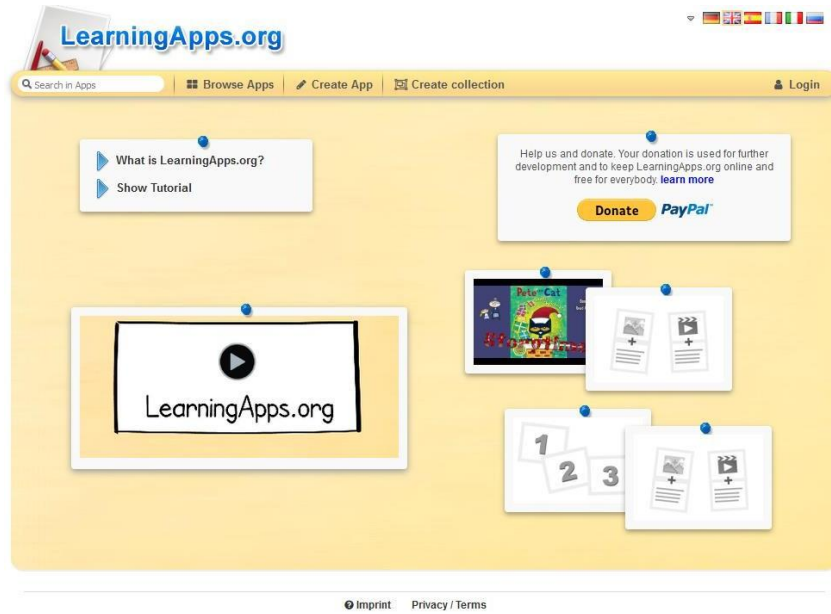 LearningApps.org
Search in Apps
Browse Apps
Create App
Create collection
Login
What is LearningApps.org?
Show Tutorial
Help us and donate. Your donation is used for further
development and to keep LearningApps.org online and
free for everybody. learn more
Donate PayPal
LearningApps.org
Pete the Cat
Storytime
1
2
3
Imprint
Privacy / Terms